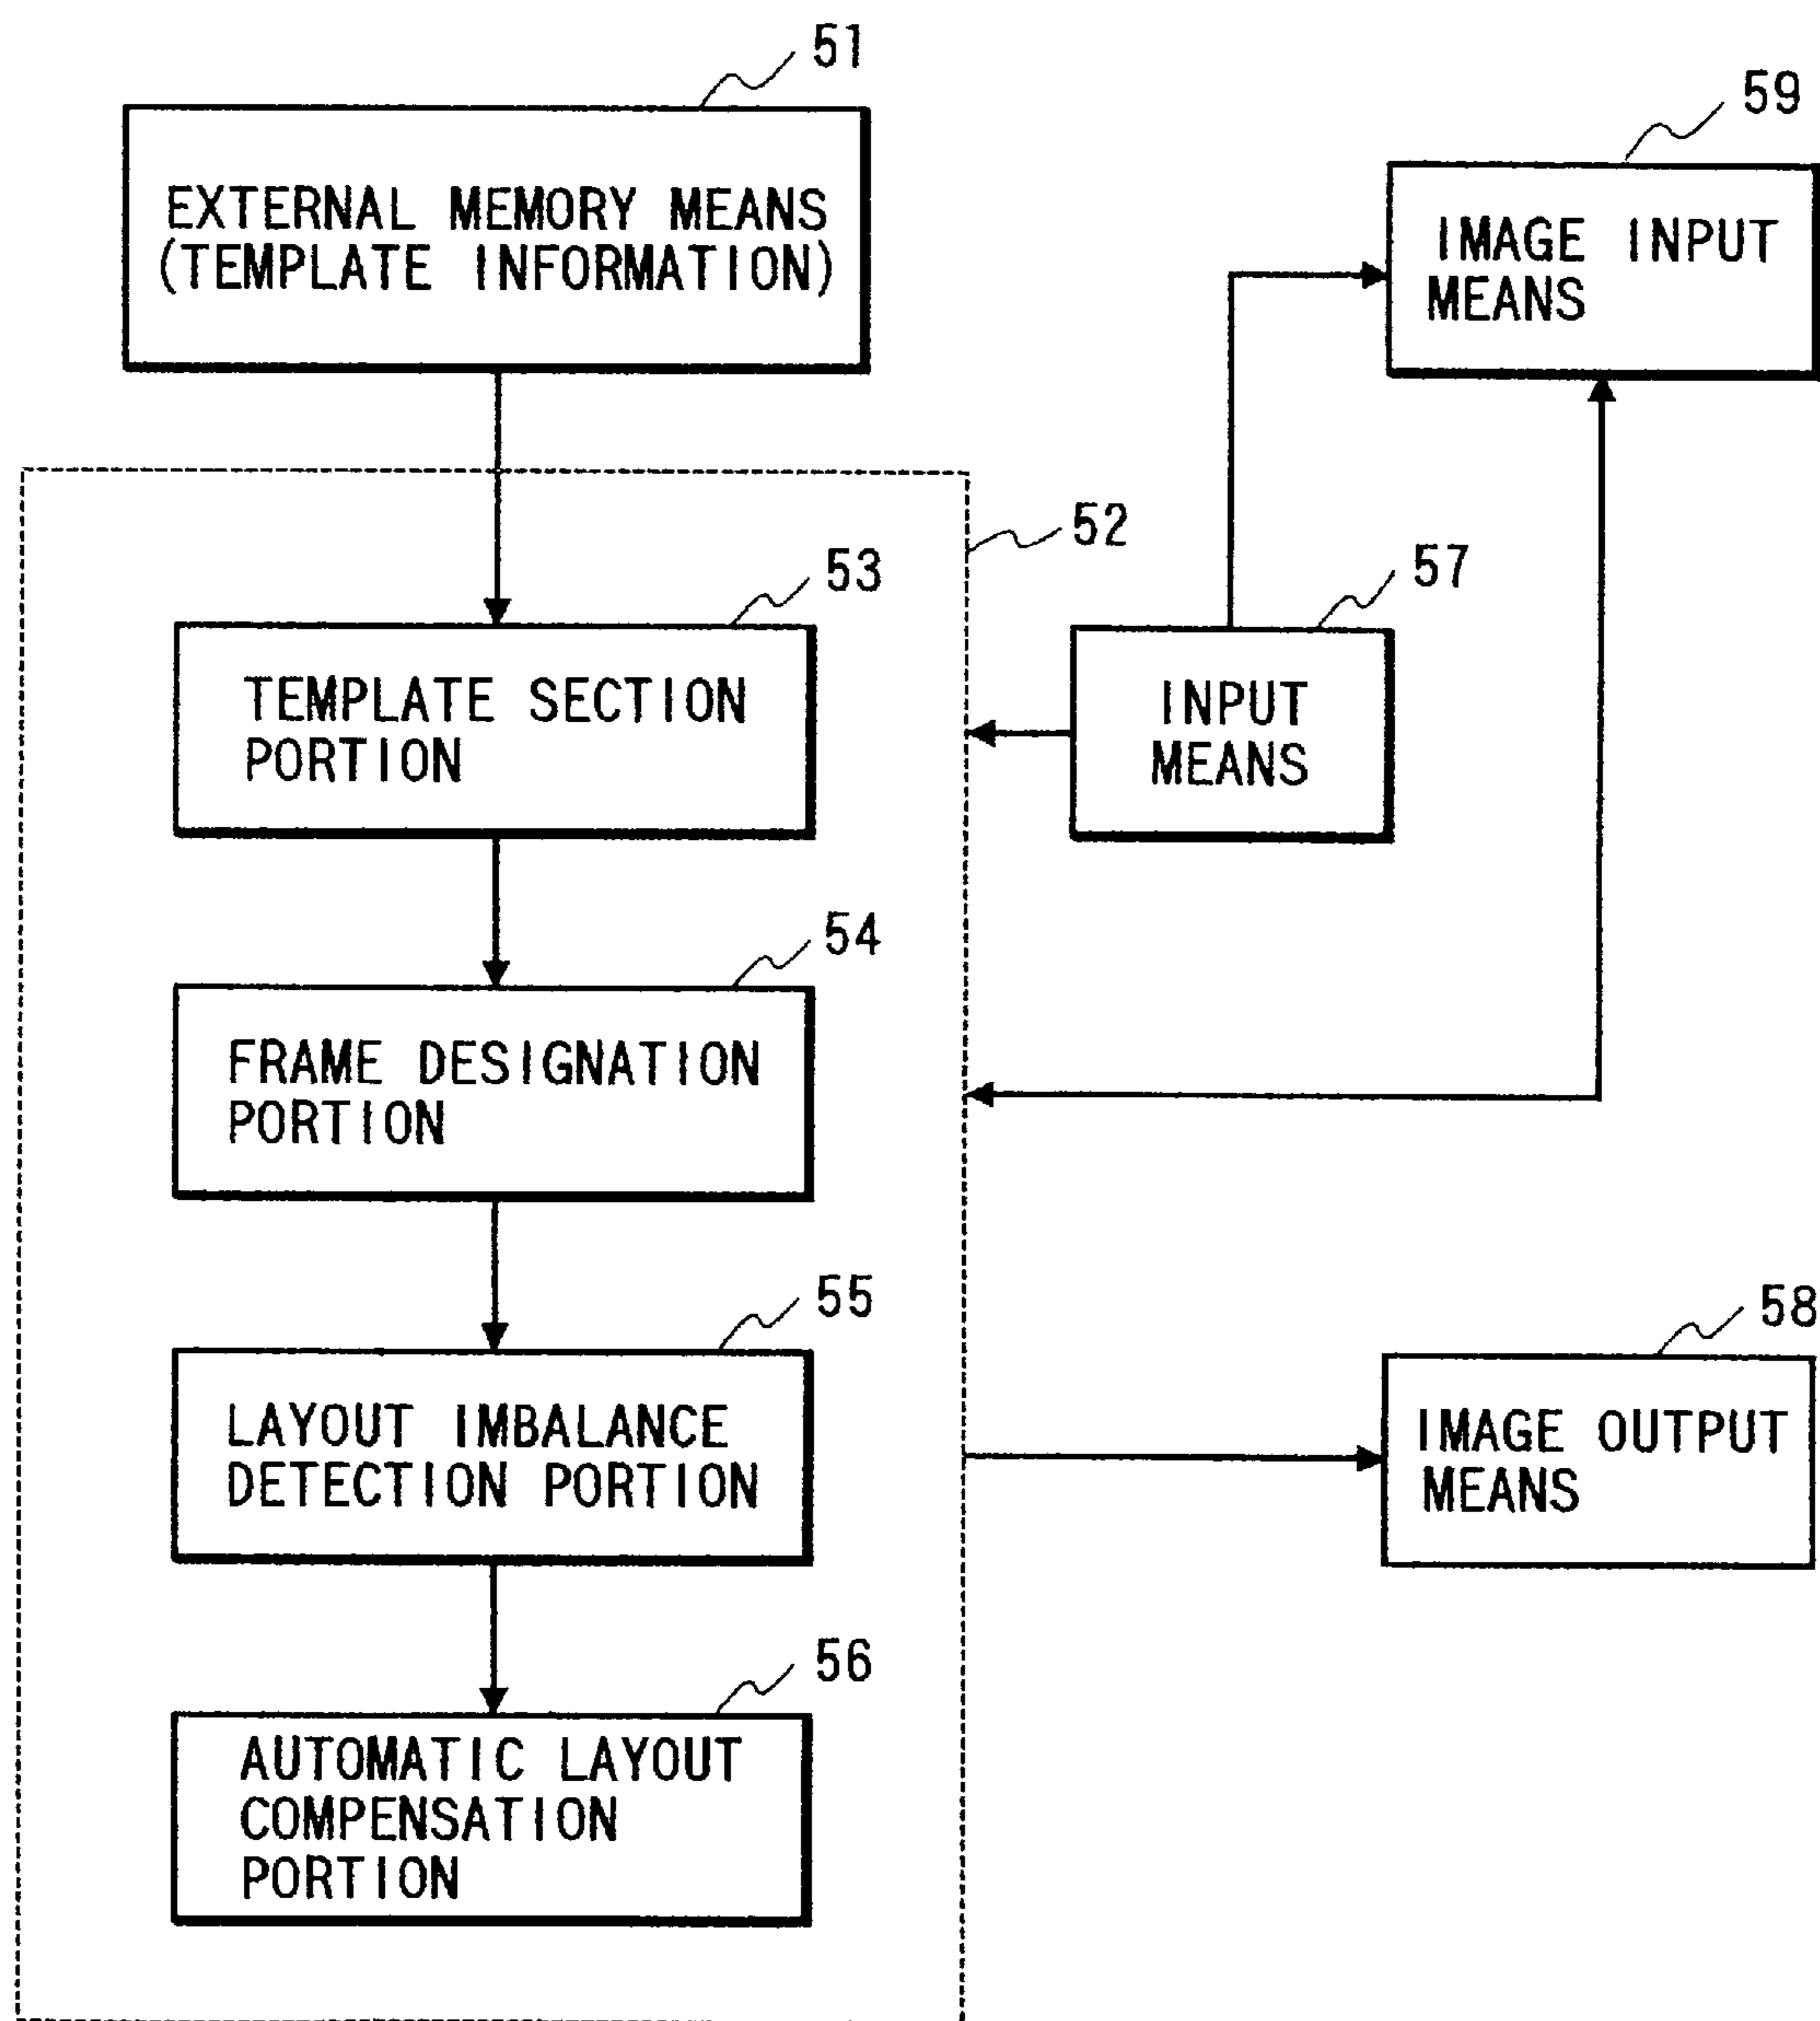 51
EXTERNAL MEMORY MEANS
(TEMPLATE INFORMATION)
59
IMAGE INPUT
MEANS
52
53
TEMPLATE SECTION
PORTION
57
INPUT
MEANS
54
FRAME DESIGNATION
PORTION
55
LAYOUT IMBALANCE
DETECTION PORTION
58
IMAGE OUTPUT
MEANS
56
AUTOMATIC LAYOUT
COMPENSATION
PORTION